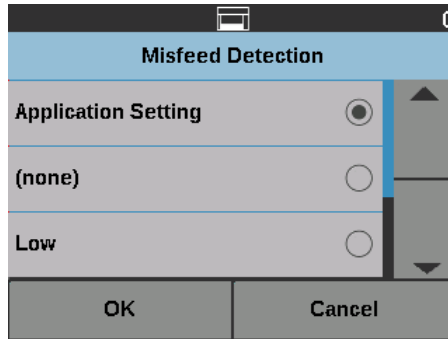 Misfeed Detection
Application Setting
(none)
Low
OK
Cancel